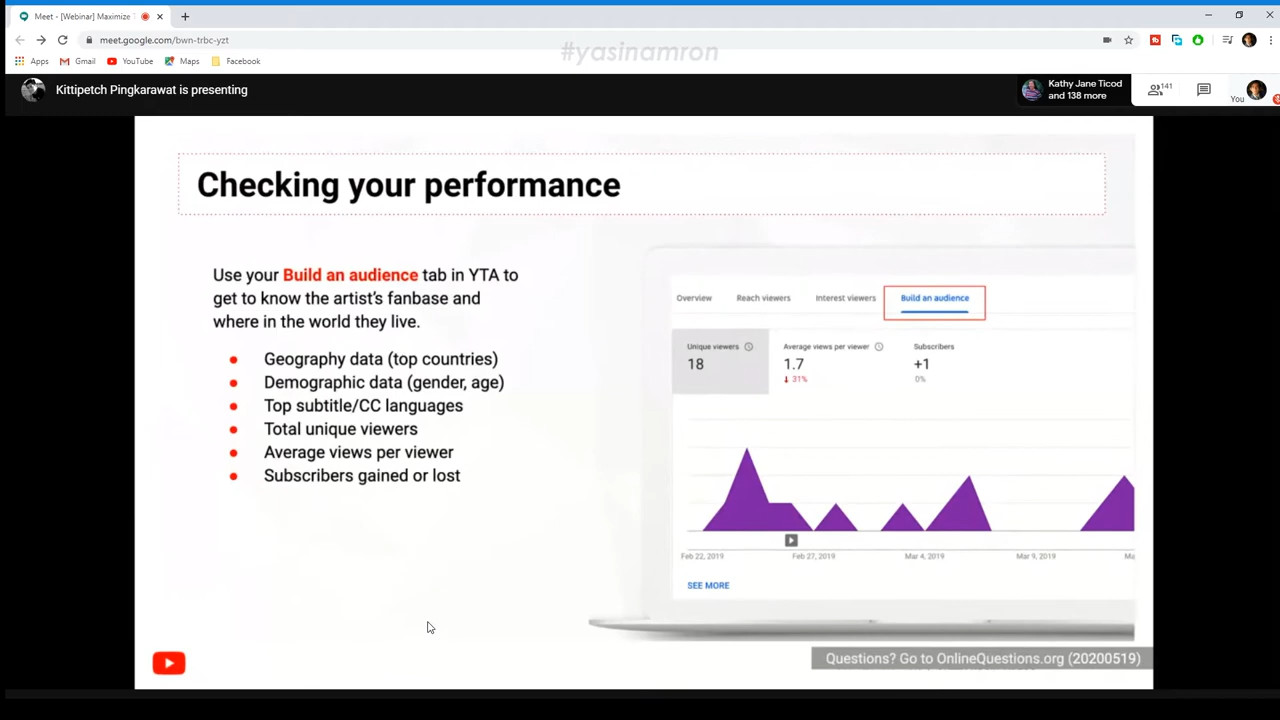 Meet - [Webinar] Maximize
meet.google.com/bwn-trbc-yzt
#yasinamron
Apps
Gmail
YouTube
Maps
Facebook
Kittipetch Pingkarawat is presenting
Kathy Jane Ticod
and 138 more
141
You
Checking your performance
Use your Build an audience tab in YTA to
get to know the artist's fanbase and
where in the world they live.
Geography data (top countries)
Demographic data (gender, age)
Top subtitle/CC languages
Total unique viewers
Average views per viewer
Subscribers gained or lost
Overview
Reach viewers
Interest viewers
Build an audience
Unique viewers
18
Average views per viewer
1.7
31%
Subscribers
+1
0%
Feb 22, 2019
Feb 27, 2019
Mar 4, 2019
Mar 9, 2019
Ma
SEE MORE
Questions? Go to OnlineQuestions.org (20200519)